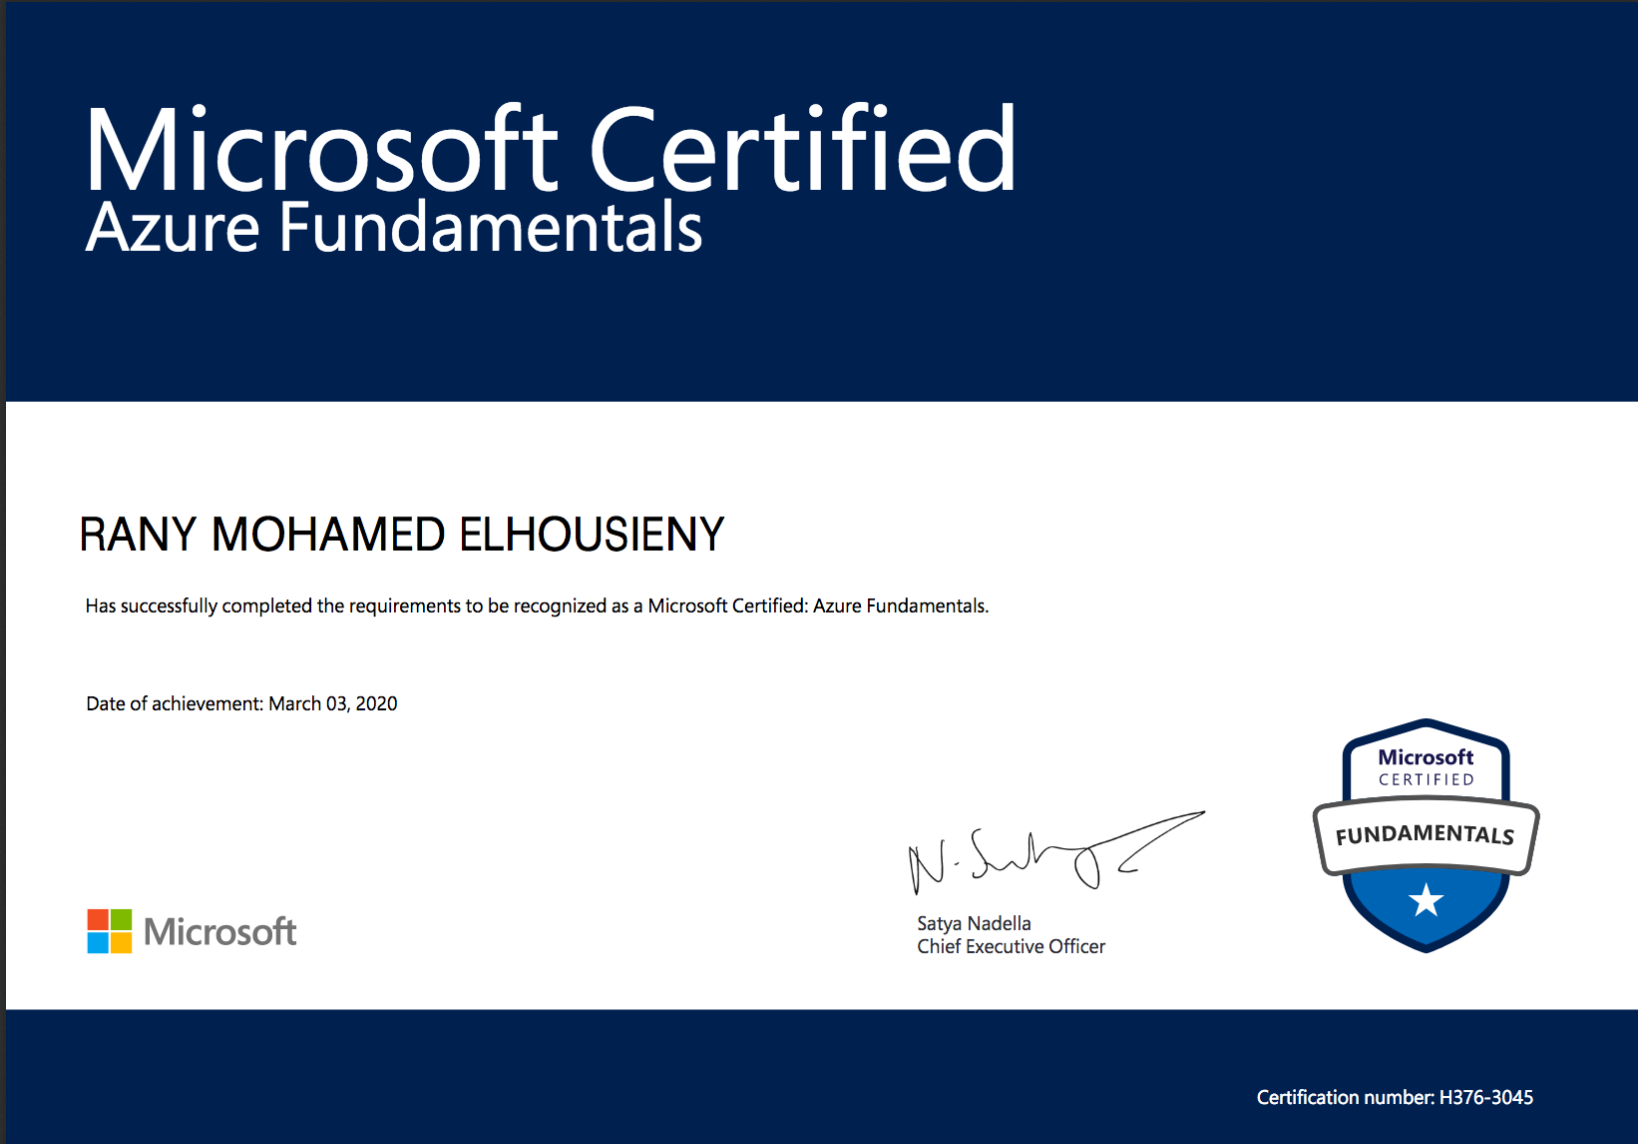 Microsoft Certified
Azure Fundamentals
RANY MOHAMED ELHOUSIENY
Has successfully completed the requirements to be recognized as a Microsoft Certified: Azure Fundamentals.
Date of achievement: March 03, 2020
Microsoft
CERTIFIED
FUNDAMENTALS
Microsoft
Satya Nadella
Chief Executive Officer
Certification number: H376-3045